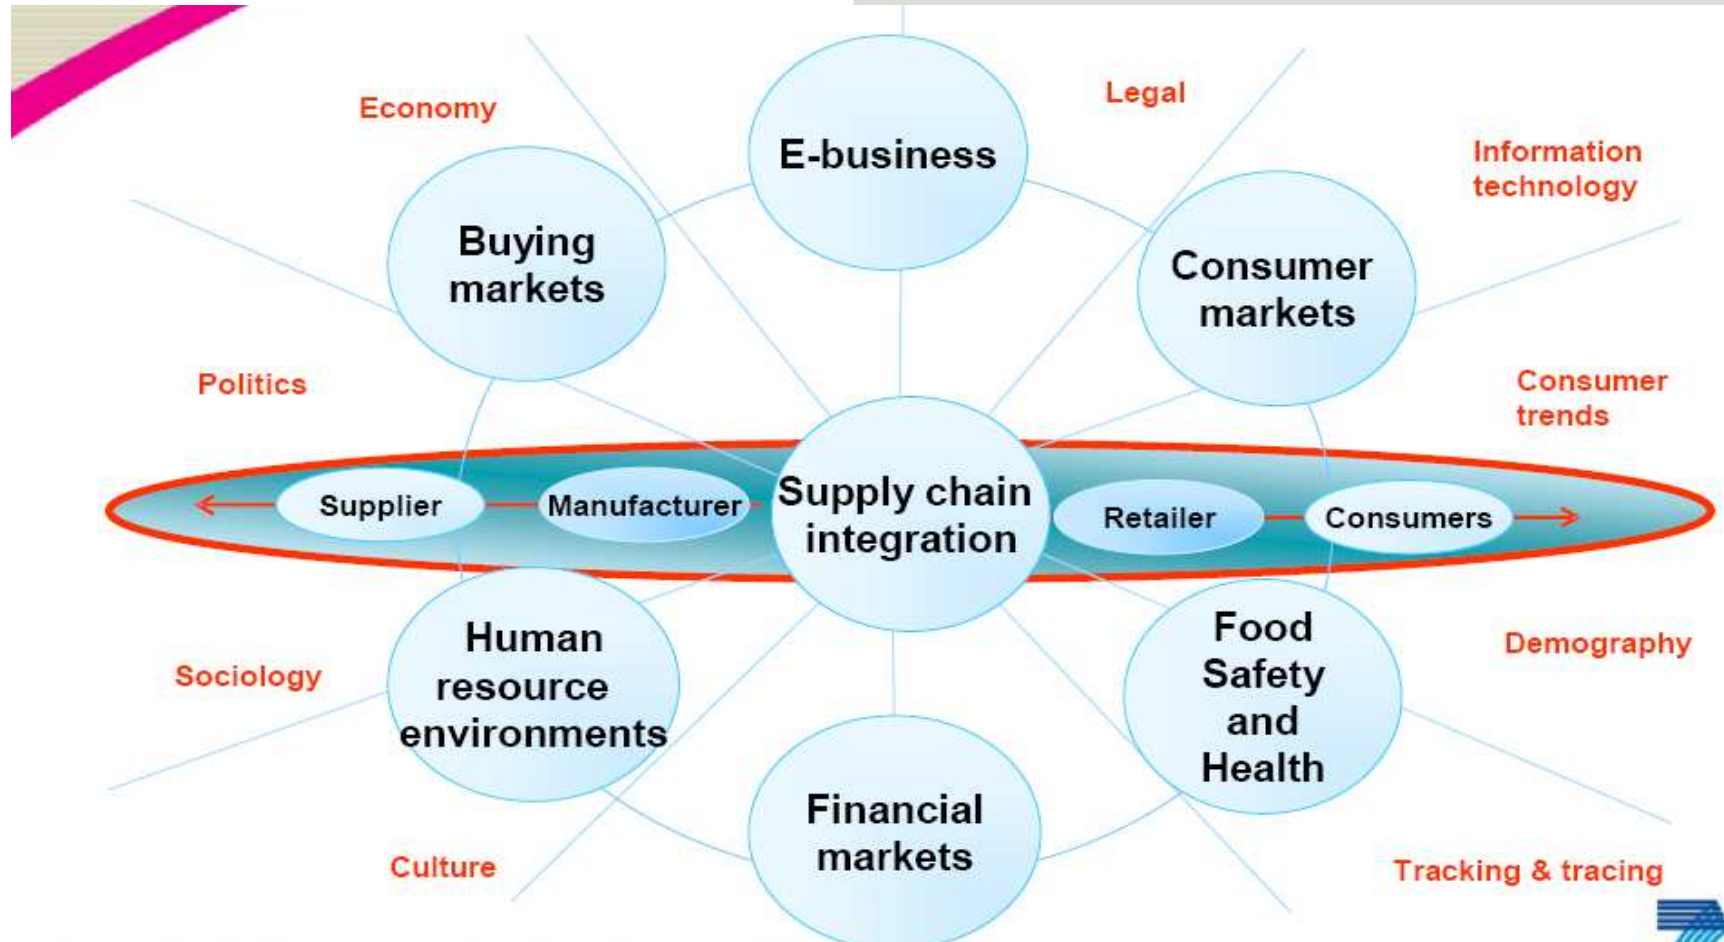 Economy
Legal
E-business
Information
technology
Buying
markets
Consumer
markets
Politics
Consumer
trends
Supplier
Manufacturer
Supply chain
integration
Retailer
Consumers
Human
resource
environments
Food
Safety
and
Health
Sociology
Demography
Financial
markets
Culture
Tracking & tracing